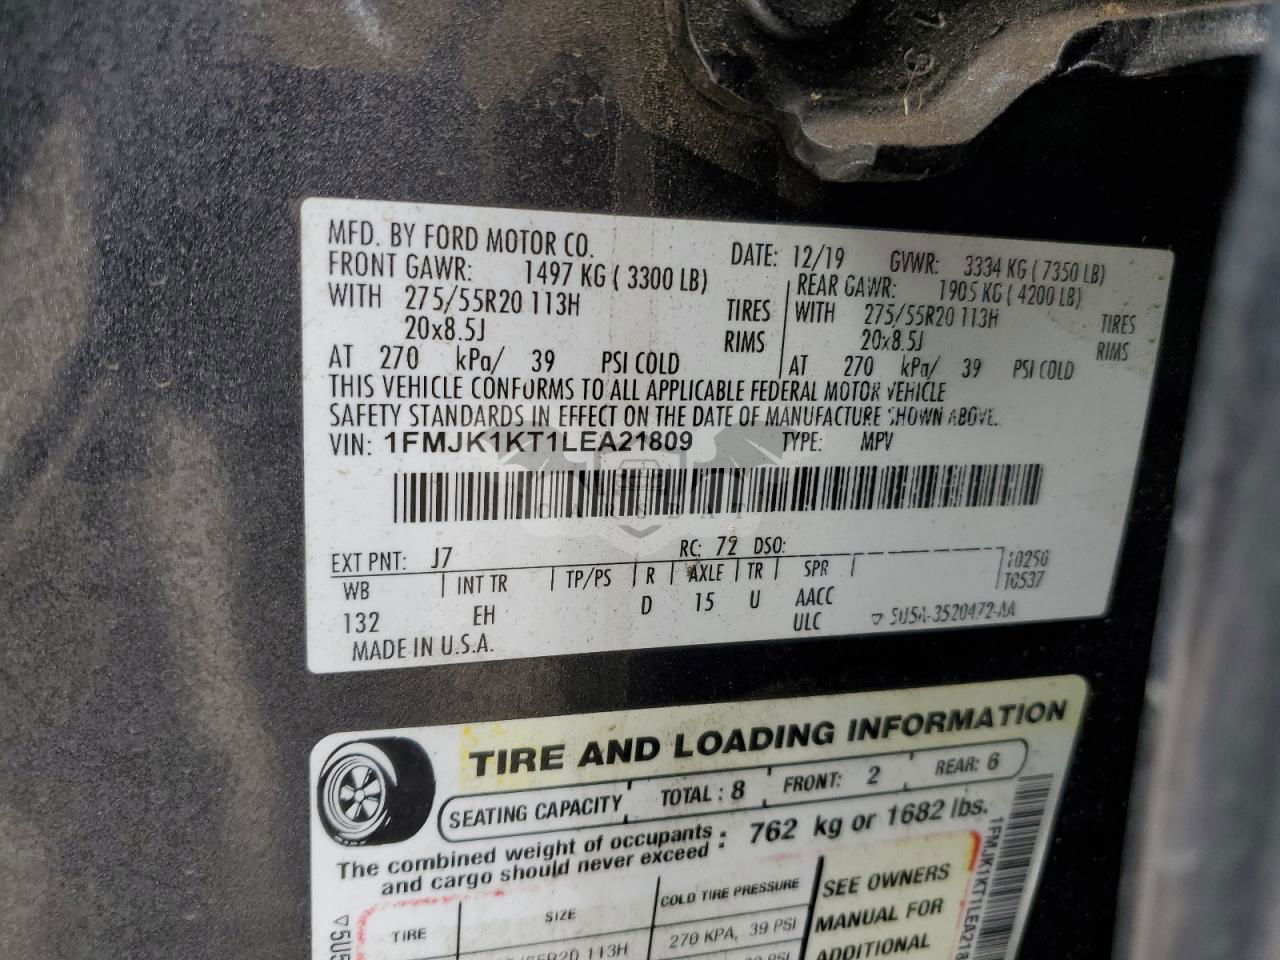 MFD. BY FORD MOTOR CO. DATE: 12/19 GVWR: 3334 KG ( 7350 LB)
FRONT GAWR: 1497 KG ( 3300 LB) REAR GAWR: 1905 KG ( 4200 LB)
WITH 275/55R20 113H TIRES WITH 275/55R20 113H TIRES
20x8.5J RIMS 20x8.5J RIMS
AT 270 kPa/ 39 PSI COLD AT 270 kPa/ 39 PSI COLD
THIS VEHICLE CONFORMS TO ALL APPLICABLE FEDERAL MOTOR VEHICLE
SAFETY STANDARDS IN EFFECT ON THE DATE OF MANUFACTURE SHOWN ABOVE.
VIN: 1FMJK1KT1LEA21809 TYPE: MPV
EXT PNT: J7 RC: 72 DSO:
WB INT TR TP/PS R AXLE TR SPR
132 EH D 15 U AACC
ULC
MADE IN U.S.A.
▽ 5U5A-3520472-AA
TIRE AND LOADING INFORMATION
SEATING CAPACITY TOTAL : 8 FRONT: 2 REAR: 6
The combined weight of occupants
and cargo should never exceed : 762 kg or 1682 lbs.
TIRE SIZE COLD TIRE PRESSURE SEE OWNERS
MANUAL FOR
ADDITIONAL
55R20 113H 270 KPA, 39 PSI
1FMJK1KT1LEA218
▽5U5